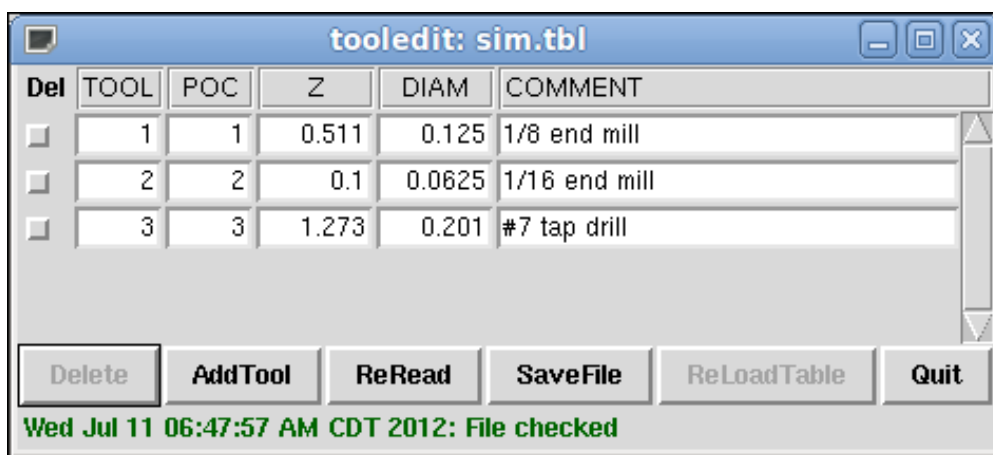 tooledit: sim.tbl
Del TOOL POC Z DIAM COMMENT
1 1 0.511 0.125 1/8 end mill
2 2 0.1 0.0625 1/16 end mill
3 3 1.273 0.201 #7 tap drill
Delete AddTool ReRead SaveFile ReLoadTable Quit
Wed Jul 11 06:47:57 AM CDT 2012: File checked